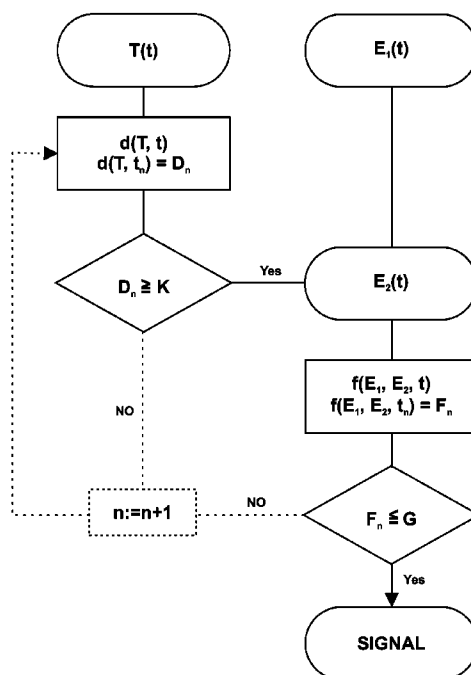 T(t)
E₁(t)
d(T, t)
d(T, tₙ) = Dₙ
Dₙ ≧ K
Yes
E₂(t)
f(E₁, E₂, t)
f(E₁, E₂, tₙ) = Fₙ
NO
n:=n+1
NO
Fₙ ≦ G
Yes
SIGNAL